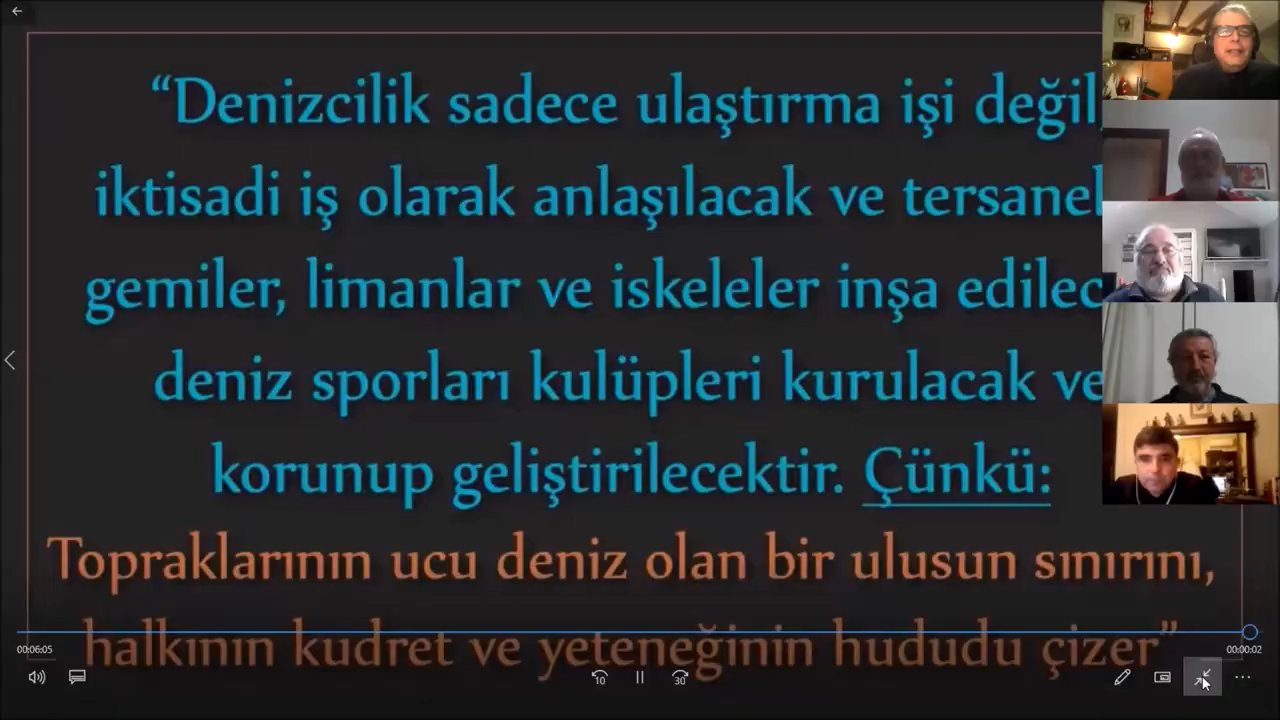 “Denizcilik sadece ulaştırma işi değil,
iktisadi iş olarak anlaşılacak ve
gemiler, limanlar ve iskeleler inşa
deniz sporları kulüpleri kurulacak ve
korunup geliştirilecektir. Çünkü:
Topraklarının ucu deniz olan bir ulusun sınırını,
halkının kudret ve yeteneğinin hududu çizer”
00:06:05
00:00:02
10
30